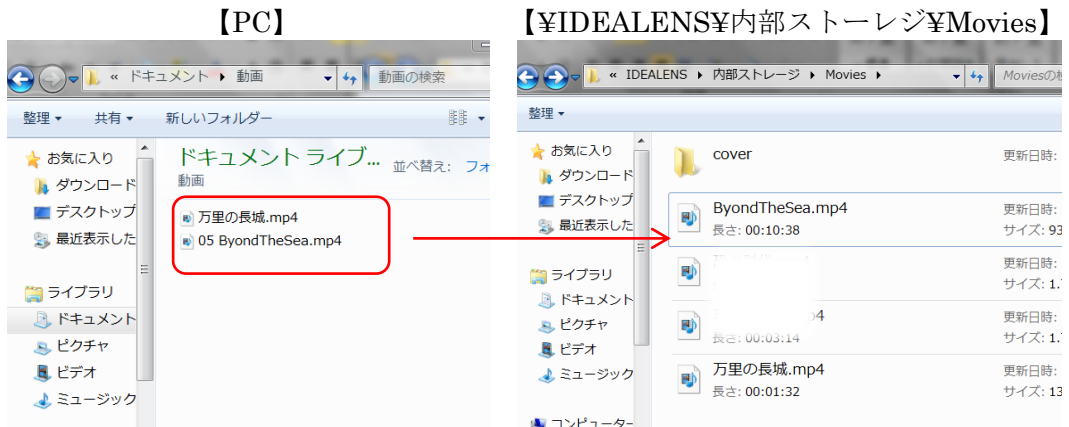 【PC】
« ドキュメント ▸ 動画
動画の検索
整理 ▾ 共有 ▾ 新しいフォルダー
お気に入り
ダウンロード
デスクトップ
最近表示した
ライブラリ
ドキュメント
ピクチャ
ビデオ
ミュージック
ドキュメント ライブ...
動画
並べ替え: フォ
万里の長城.mp4
05 ByondTheSea.mp4
【¥IDEALENS¥内部ストーレジ¥Movies】
« IDEALENS ▸ 内部ストレージ ▸ Movies ▸
Moviesの
整理 ▾
お気に入り
ダウンロード
デスクトップ
最近表示した
ライブラリ
ドキュメント
ピクチャ
ビデオ
ミュージック
コンピューター
cover
更新日時:
ByondTheSea.mp4
更新日時:
長さ: 00:10:38
サイズ: 93
更新日時:
サイズ: 1.
p4
更新日時:
長さ: 00:03:14
サイズ: 1.
万里の長城.mp4
更新日時:
長さ: 00:01:32
サイズ: 13